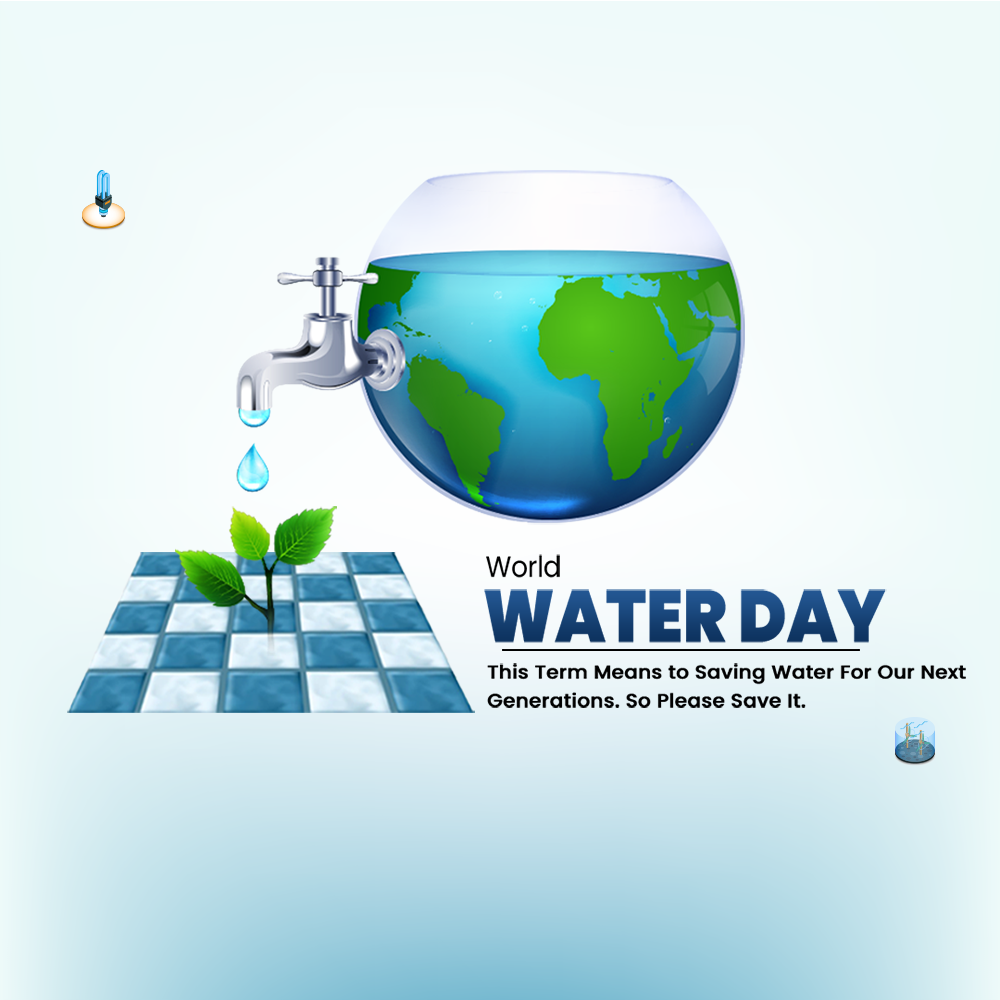 World
WATER DAY
This Term Means to Saving Water For Our Next
Generations. So Please Save It.